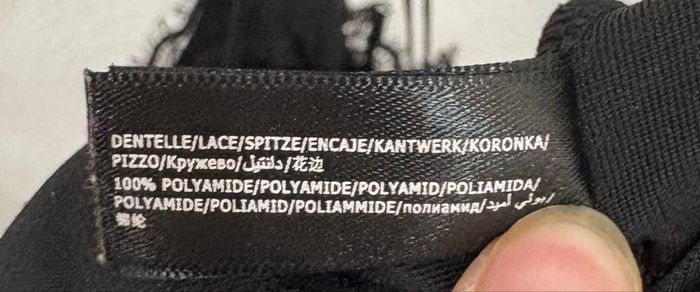 DENTELLE/LACE/SPITZE/ENCAJE/KANTWERK/KORONKA/
PIZZO/Кружево/دانتيل/花边
100% POLYAMIDE/POLYAMIDE/POLYAMID/POLIAMIDA/
POLYAMIDE/POLIAMID/POLIAMMIDE/полиамид/بولي أميد/
锦纶